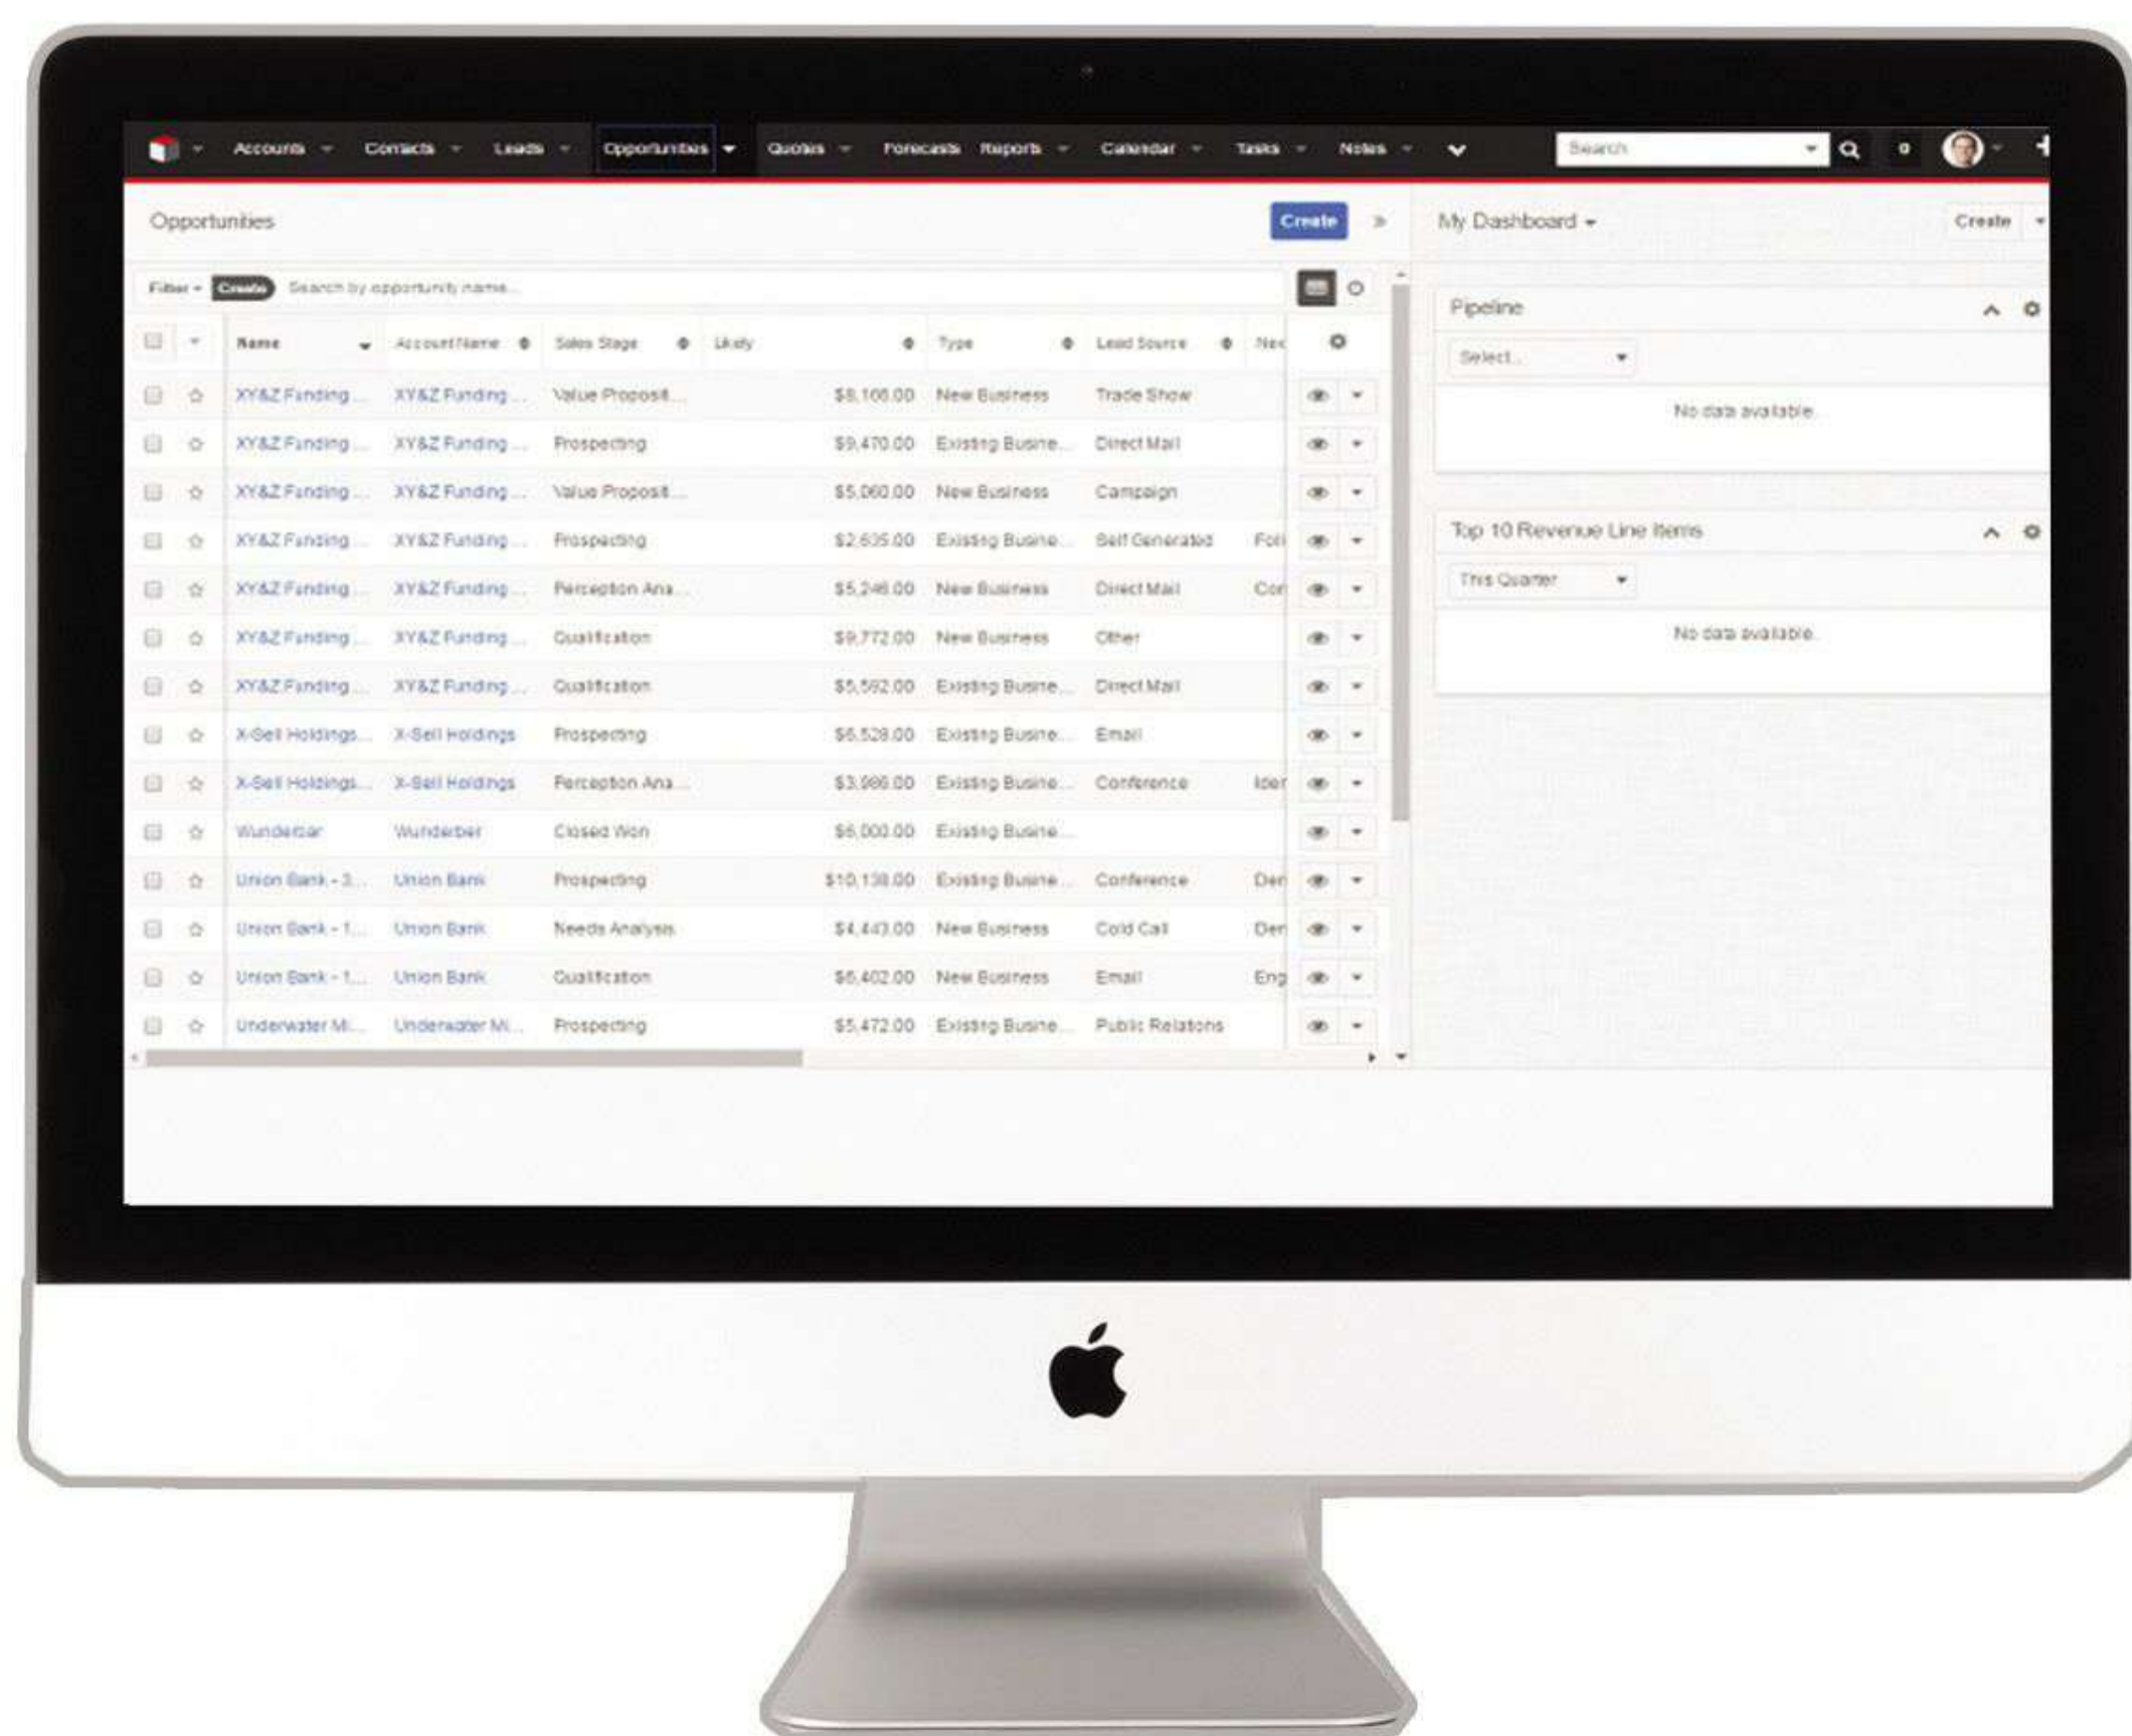 Accounts Contacts Leads Opportunities Quotes Forecasts Reports Calendar Tasks Notes Search 0
Opportunities Create My Dashboard Create
Filter Create Search by opportunity name...
Pipeline
Name Account Name Sales Stage Likely Type Lead Source Nex
Select...
XY&Z Funding ... XY&Z Funding ... Value Proposit... New Business Trade Show
No data available.
XY&Z Funding ... XY&Z Funding ... Prospecting $9,470.00 Existing Busine... Direct Mail
XY&Z Funding ... XY&Z Funding ... Value Proposit... $5,060.00 New Business Campaign
Top 10 Revenue Line Items
XY&Z Funding ... XY&Z Funding ... Prospecting $2,635.00 Existing Busine... Self Generated Foll
This Quarter
XY&Z Funding ... XY&Z Funding ... Perception Ana... $5,246.00 New Business Direct Mail Con
XY&Z Funding ... XY&Z Funding ... Qualification $9,772.00 New Business Other
No data available.
XY&Z Funding ... XY&Z Funding ... Qualification $5,592.00 Existing Busine... Direct Mail
X-Sell Holdings... X-Sell Holdings Prospecting $6,528.00 Existing Busine... Email
X-Sell Holdings... X-Sell Holdings Perception Ana... $3,986.00 Existing Busine... Conference Iden
Wunderbar Wunderbar Closed Won $6,000.00 Existing Busine...
Union Bank - 3... Union Bank Prospecting $10,138.00 Existing Busine... Conference Den
Union Bank - 1... Union Bank Needs Analysis $4,443.00 New Business Cold Call Den
Union Bank - 1... Union Bank Qualification $6,402.00 New Business Email Eng
Underwater Mi... Underwater Mi... Prospecting $5,472.00 Existing Busine... Public Relations